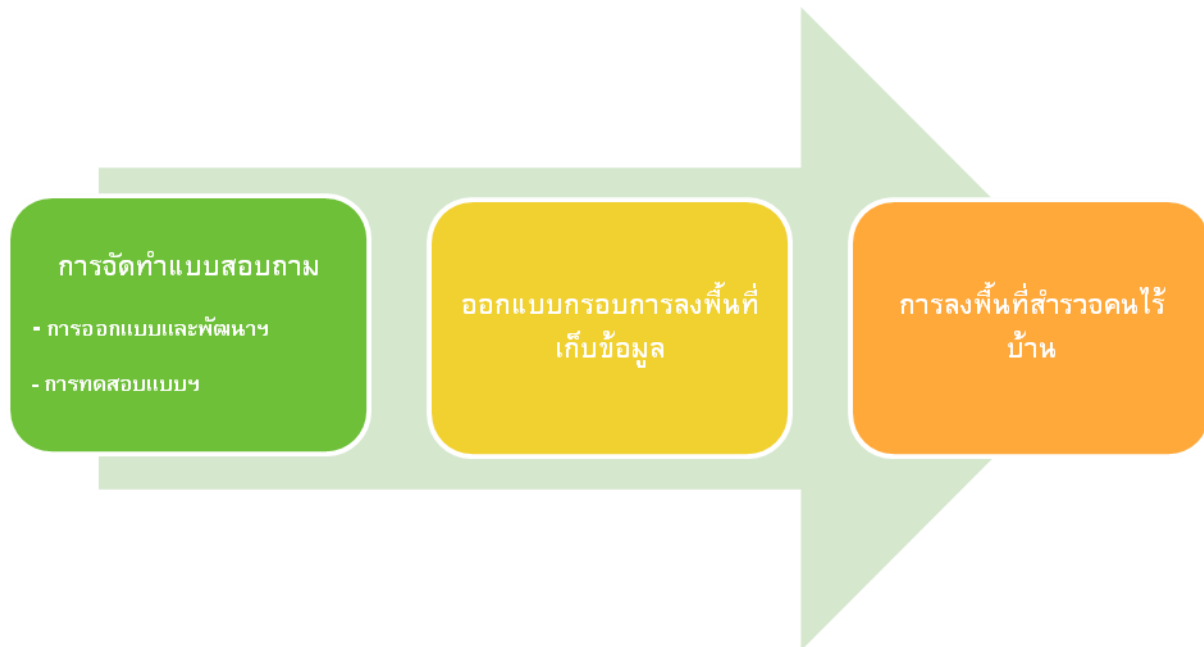 การจัดทำแบบสอบถาม
- การออกแบบและพัฒนาฯ
- การทดสอบแบบฯ
ออกแบบกรอบการลงพื้นที่
เก็บข้อมูล
การลงพื้นที่สำรวจคนไร้
บ้าน